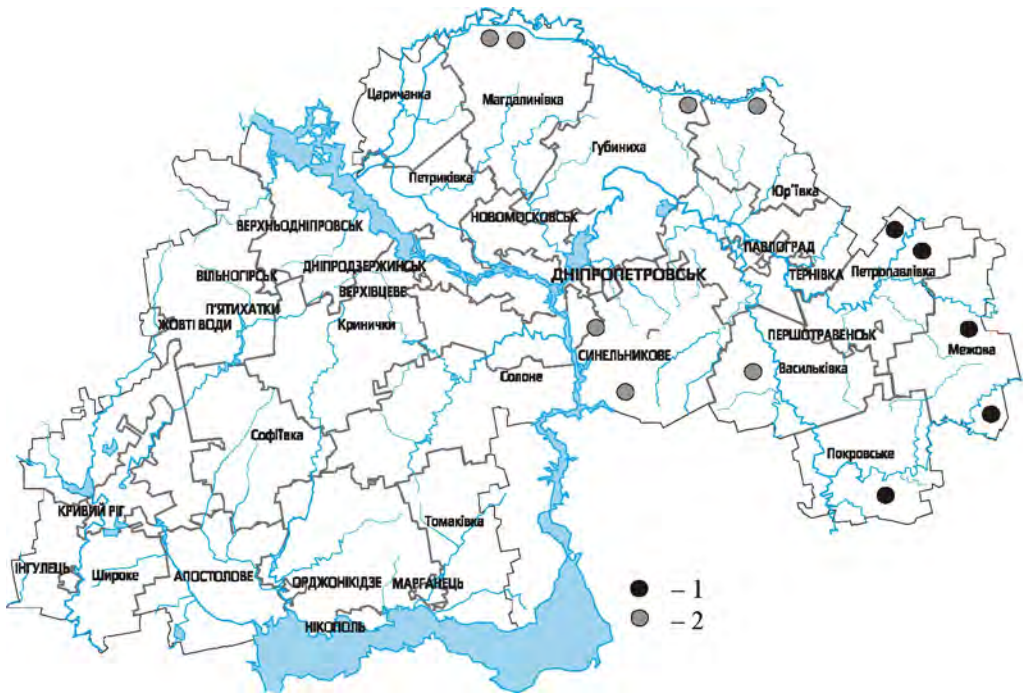 Царичанка
Магдалинівка
Губиниха
Петриківка
Юр'ївка
НОВОМОСКОВСЬК
ВЕРХНЬОДНІПРОВСЬК
ПАВЛОГРАД
ДНІПРОДЗЕРЖИНСЬК
ДНІПРОПЕТРОВСЬК
ТЕРНІВКА
Петропавлівка
ВІЛЬНОГІРСЬК
ВЕРХІВЦЕВЕ
П'ЯТИХАТКИ
ЖОВТІ ВОДИ
Кринички
ПЕРШОТРАВЕНСЬК
Межова
СИНЕЛЬНИКОВЕ
Васильківка
Солоне
Софіївка
Покровське
КРИВИЙ РІГ
Томаківка
ІНГУЛЕЦЬ
Широке
АПОСТОЛОВЕ
ОРДЖОНІКІДЗЕ
МАРГАНЕЦЬ
НІКОПОЛЬ
– 1
– 2